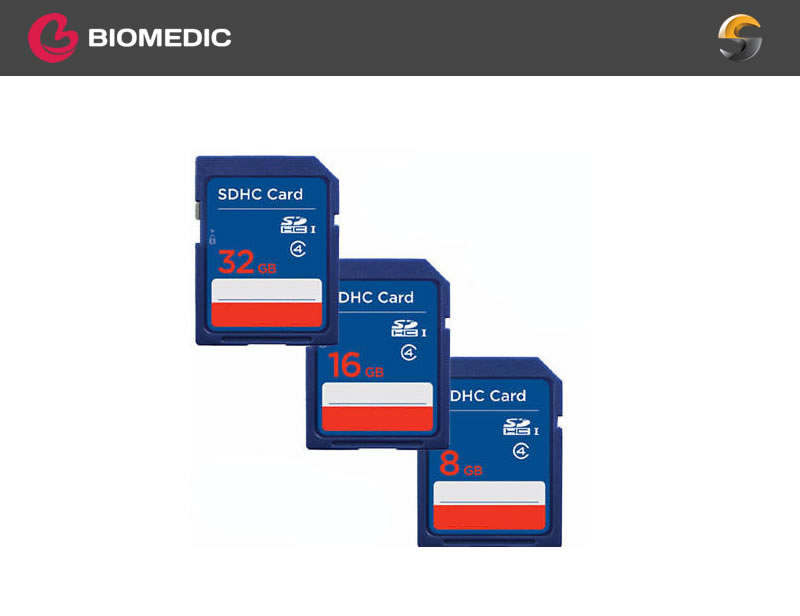 BIOMEDIC
SDHC Card
SD
HC I
4
32 GB
DHC Card
SD
HC I
4
16 GB
DHC Card
SD
HC I
4
8 GB